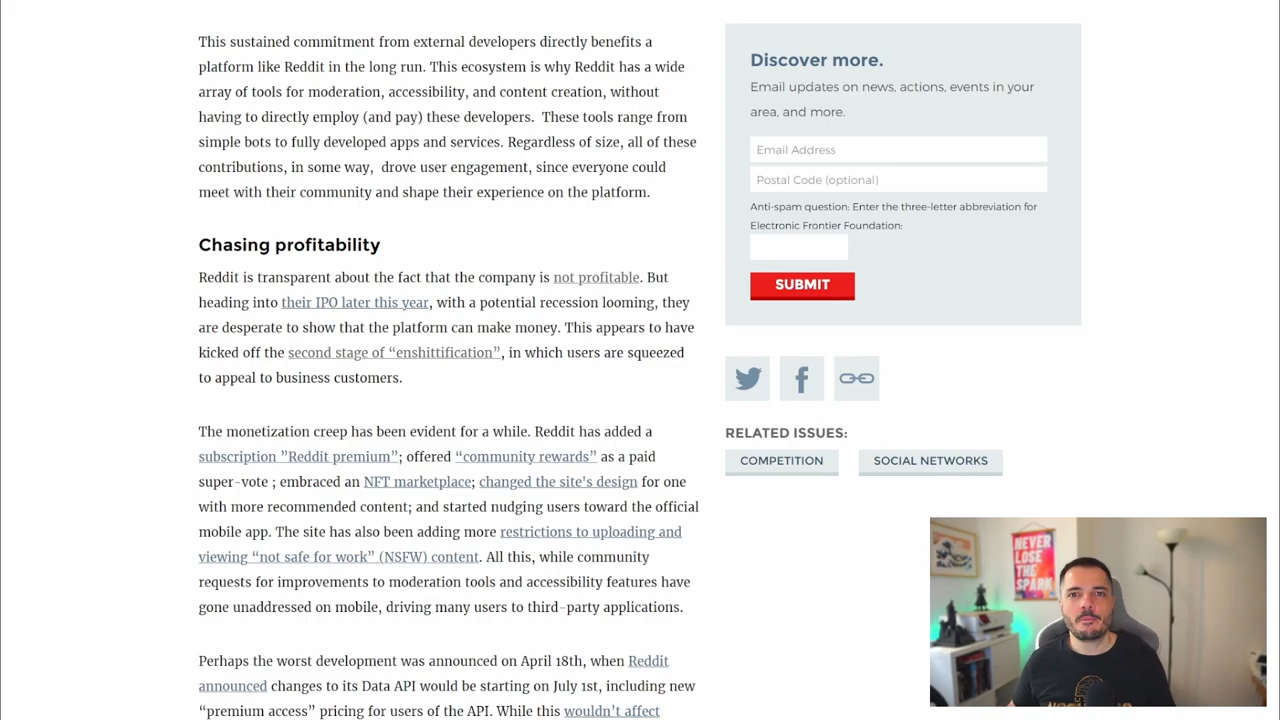 This sustained commitment from external developers directly benefits a
platform like Reddit in the long run. This ecosystem is why Reddit has a wide
array of tools for moderation, accessibility, and content creation, without
having to directly employ (and pay) these developers.  These tools range from
simple bots to fully developed apps and services. Regardless of size, all of these
contributions, in some way,  drove user engagement, since everyone could
meet with their community and shape their experience on the platform.
Chasing profitability
Reddit is transparent about the fact that the company is not profitable. But
heading into their IPO later this year, with a potential recession looming, they
are desperate to show that the platform can make money. This appears to have
kicked off the second stage of “enshittification”, in which users are squeezed
to appeal to business customers.
The monetization creep has been evident for a while. Reddit has added a
subscription ”Reddit premium”; offered “community rewards” as a paid
super-vote ; embraced an NFT marketplace; changed the site's design for one
with more recommended content; and started nudging users toward the official
mobile app. The site has also been adding more restrictions to uploading and
viewing “not safe for work” (NSFW) content. All this, while community
requests for improvements to moderation tools and accessibility features have
gone unaddressed on mobile, driving many users to third-party applications.
Perhaps the worst development was announced on April 18th, when Reddit
announced changes to its Data API would be starting on July 1st, including new
“premium access” pricing for users of the API. While this wouldn’t affect
Discover more.
Email updates on news, actions, events in your
area, and more.
Email Address
Postal Code (optional)
Anti-spam question: Enter the three-letter abbreviation for
Electronic Frontier Foundation:
SUBMIT
RELATED ISSUES:
COMPETITION
SOCIAL NETWORKS
NEVER
LOSE
THE
SPARK